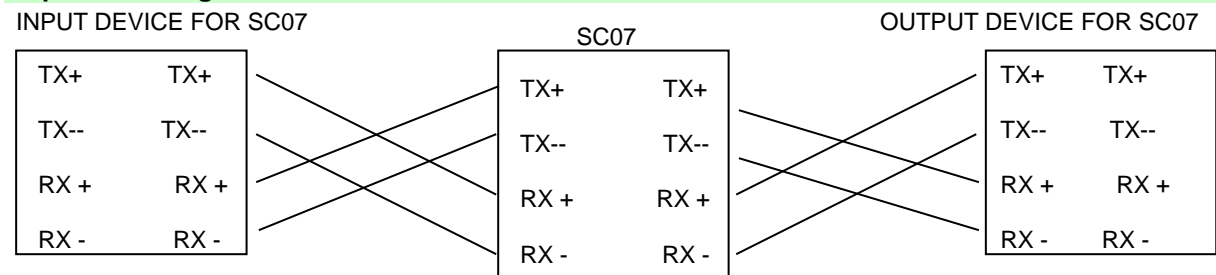 INPUT DEVICE FOR SC07
SC07
OUTPUT DEVICE FOR SC07
TX+ TX+
TX-- TX--
RX + RX +
RX - RX -
TX+ TX+
TX-- TX--
RX + RX +
RX - RX -
TX+ TX+
TX-- TX--
RX + RX +
RX - RX -